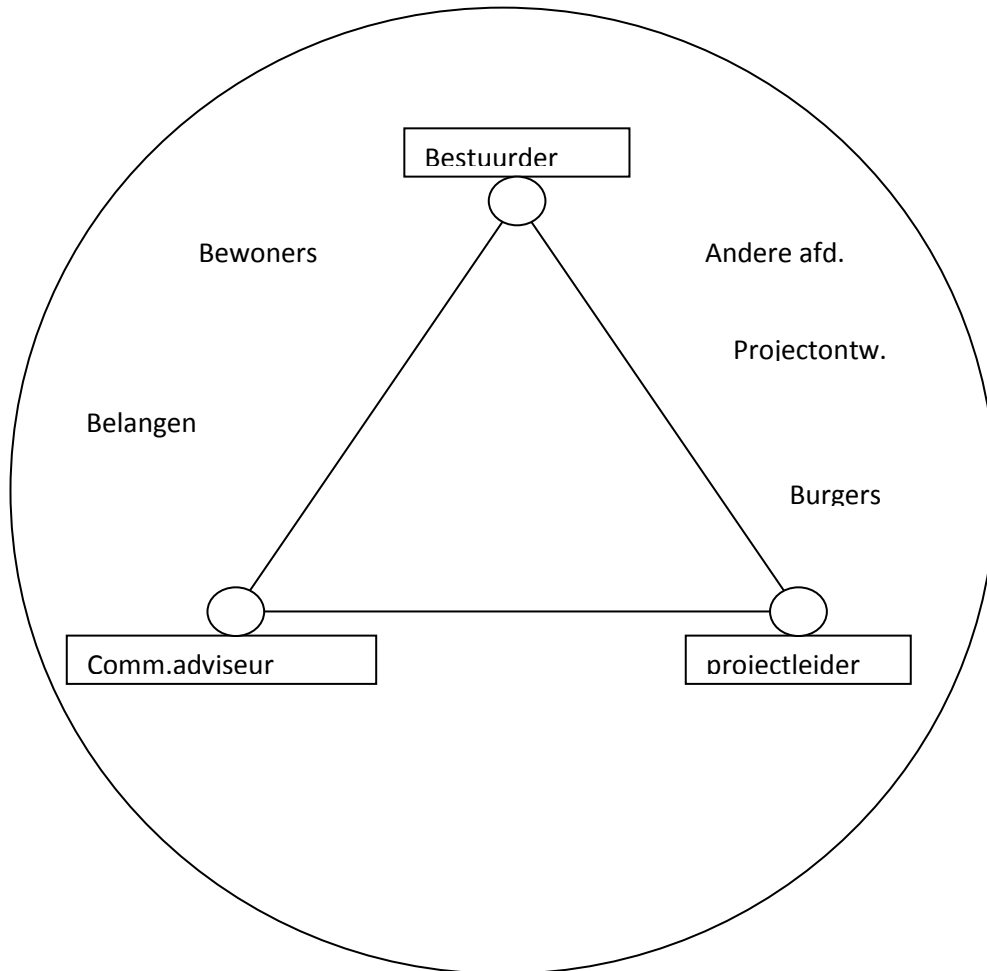 Bestuurder
Bewoners
Andere afd.
Projectontw.
Belangen
Burgers
Comm.adviseur
projectleider